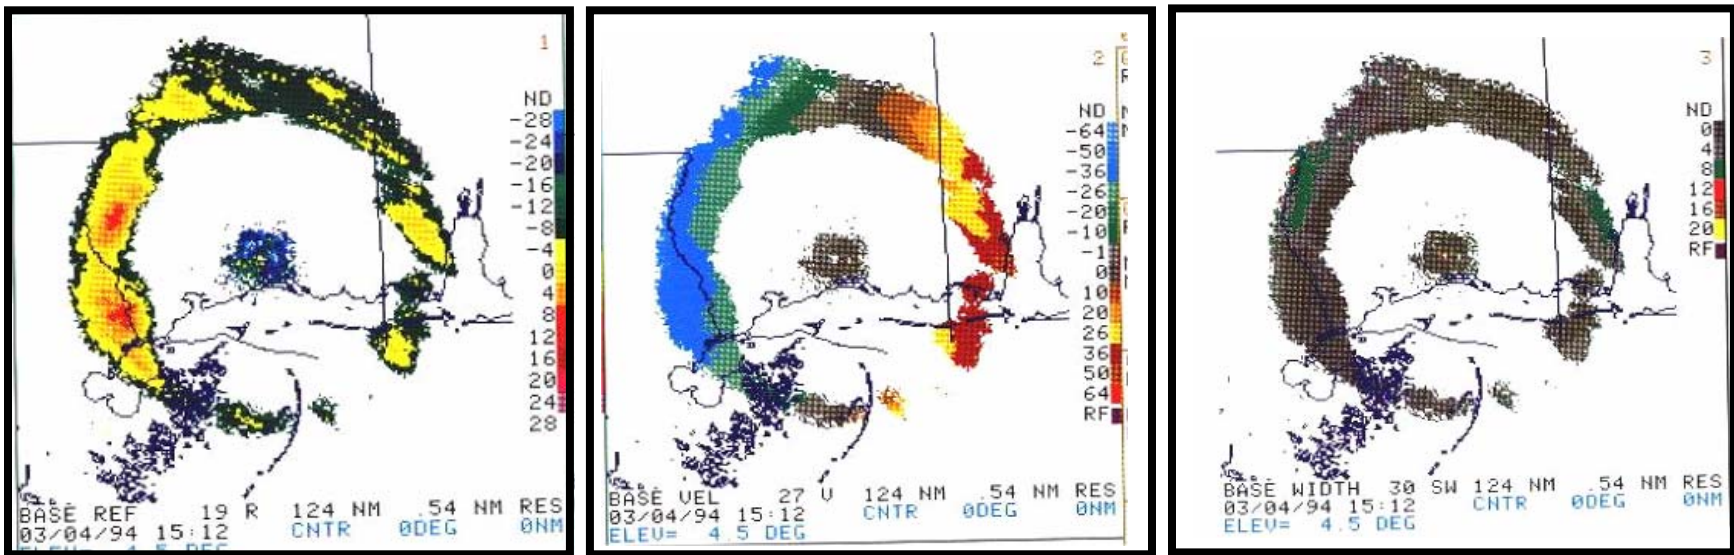 1
ND
-28
-24
-20
-16
-12
-8
-4
0
4
8
12
16
20
24
28
BASE REF 19 R 124 NM .54 NM RES
03/04/94 15:12 CNTR 0DEG 0NM
ELEV= 4.5 DEG
2
ND
-64
-50
-36
-26
-20
-10
-1
0
10
20
26
36
50
64
RF
BASE VEL 27 V 124 NM .54 NM RES
03/04/94 15:12 CNTR 0DEG 0NM
ELEV= 4.5 DEG
3
ND
0
4
8
12
16
20
RF
BASE WIDTH 30 SW 124 NM .54 NM RES
03/04/94 15:12 CNTR 0DEG 0NM
ELEV= 4.5 DEG